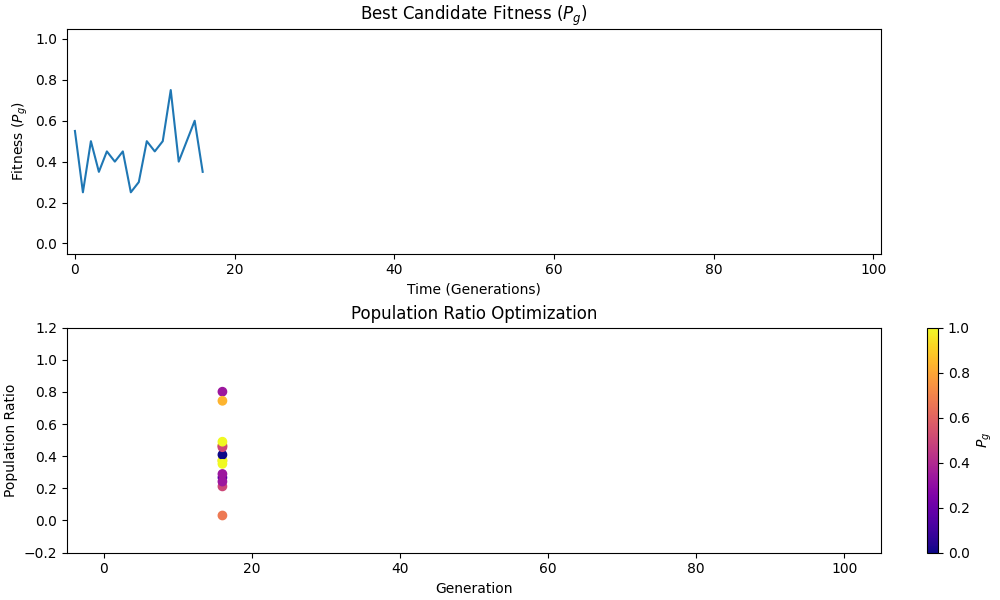 Best Candidate Fitness (P_g)
1.0
0.8
0.6
0.4
0.2
0.0
Fitness (P_g)
0 20 40 60 80 100
Time (Generations)
Population Ratio Optimization
1.2
1.0
0.8
0.6
0.4
0.2
0.0
−0.2
Population Ratio
0 20 40 60 80 100
Generation
1.0
0.8
0.6
0.4
0.2
0.0
P_g